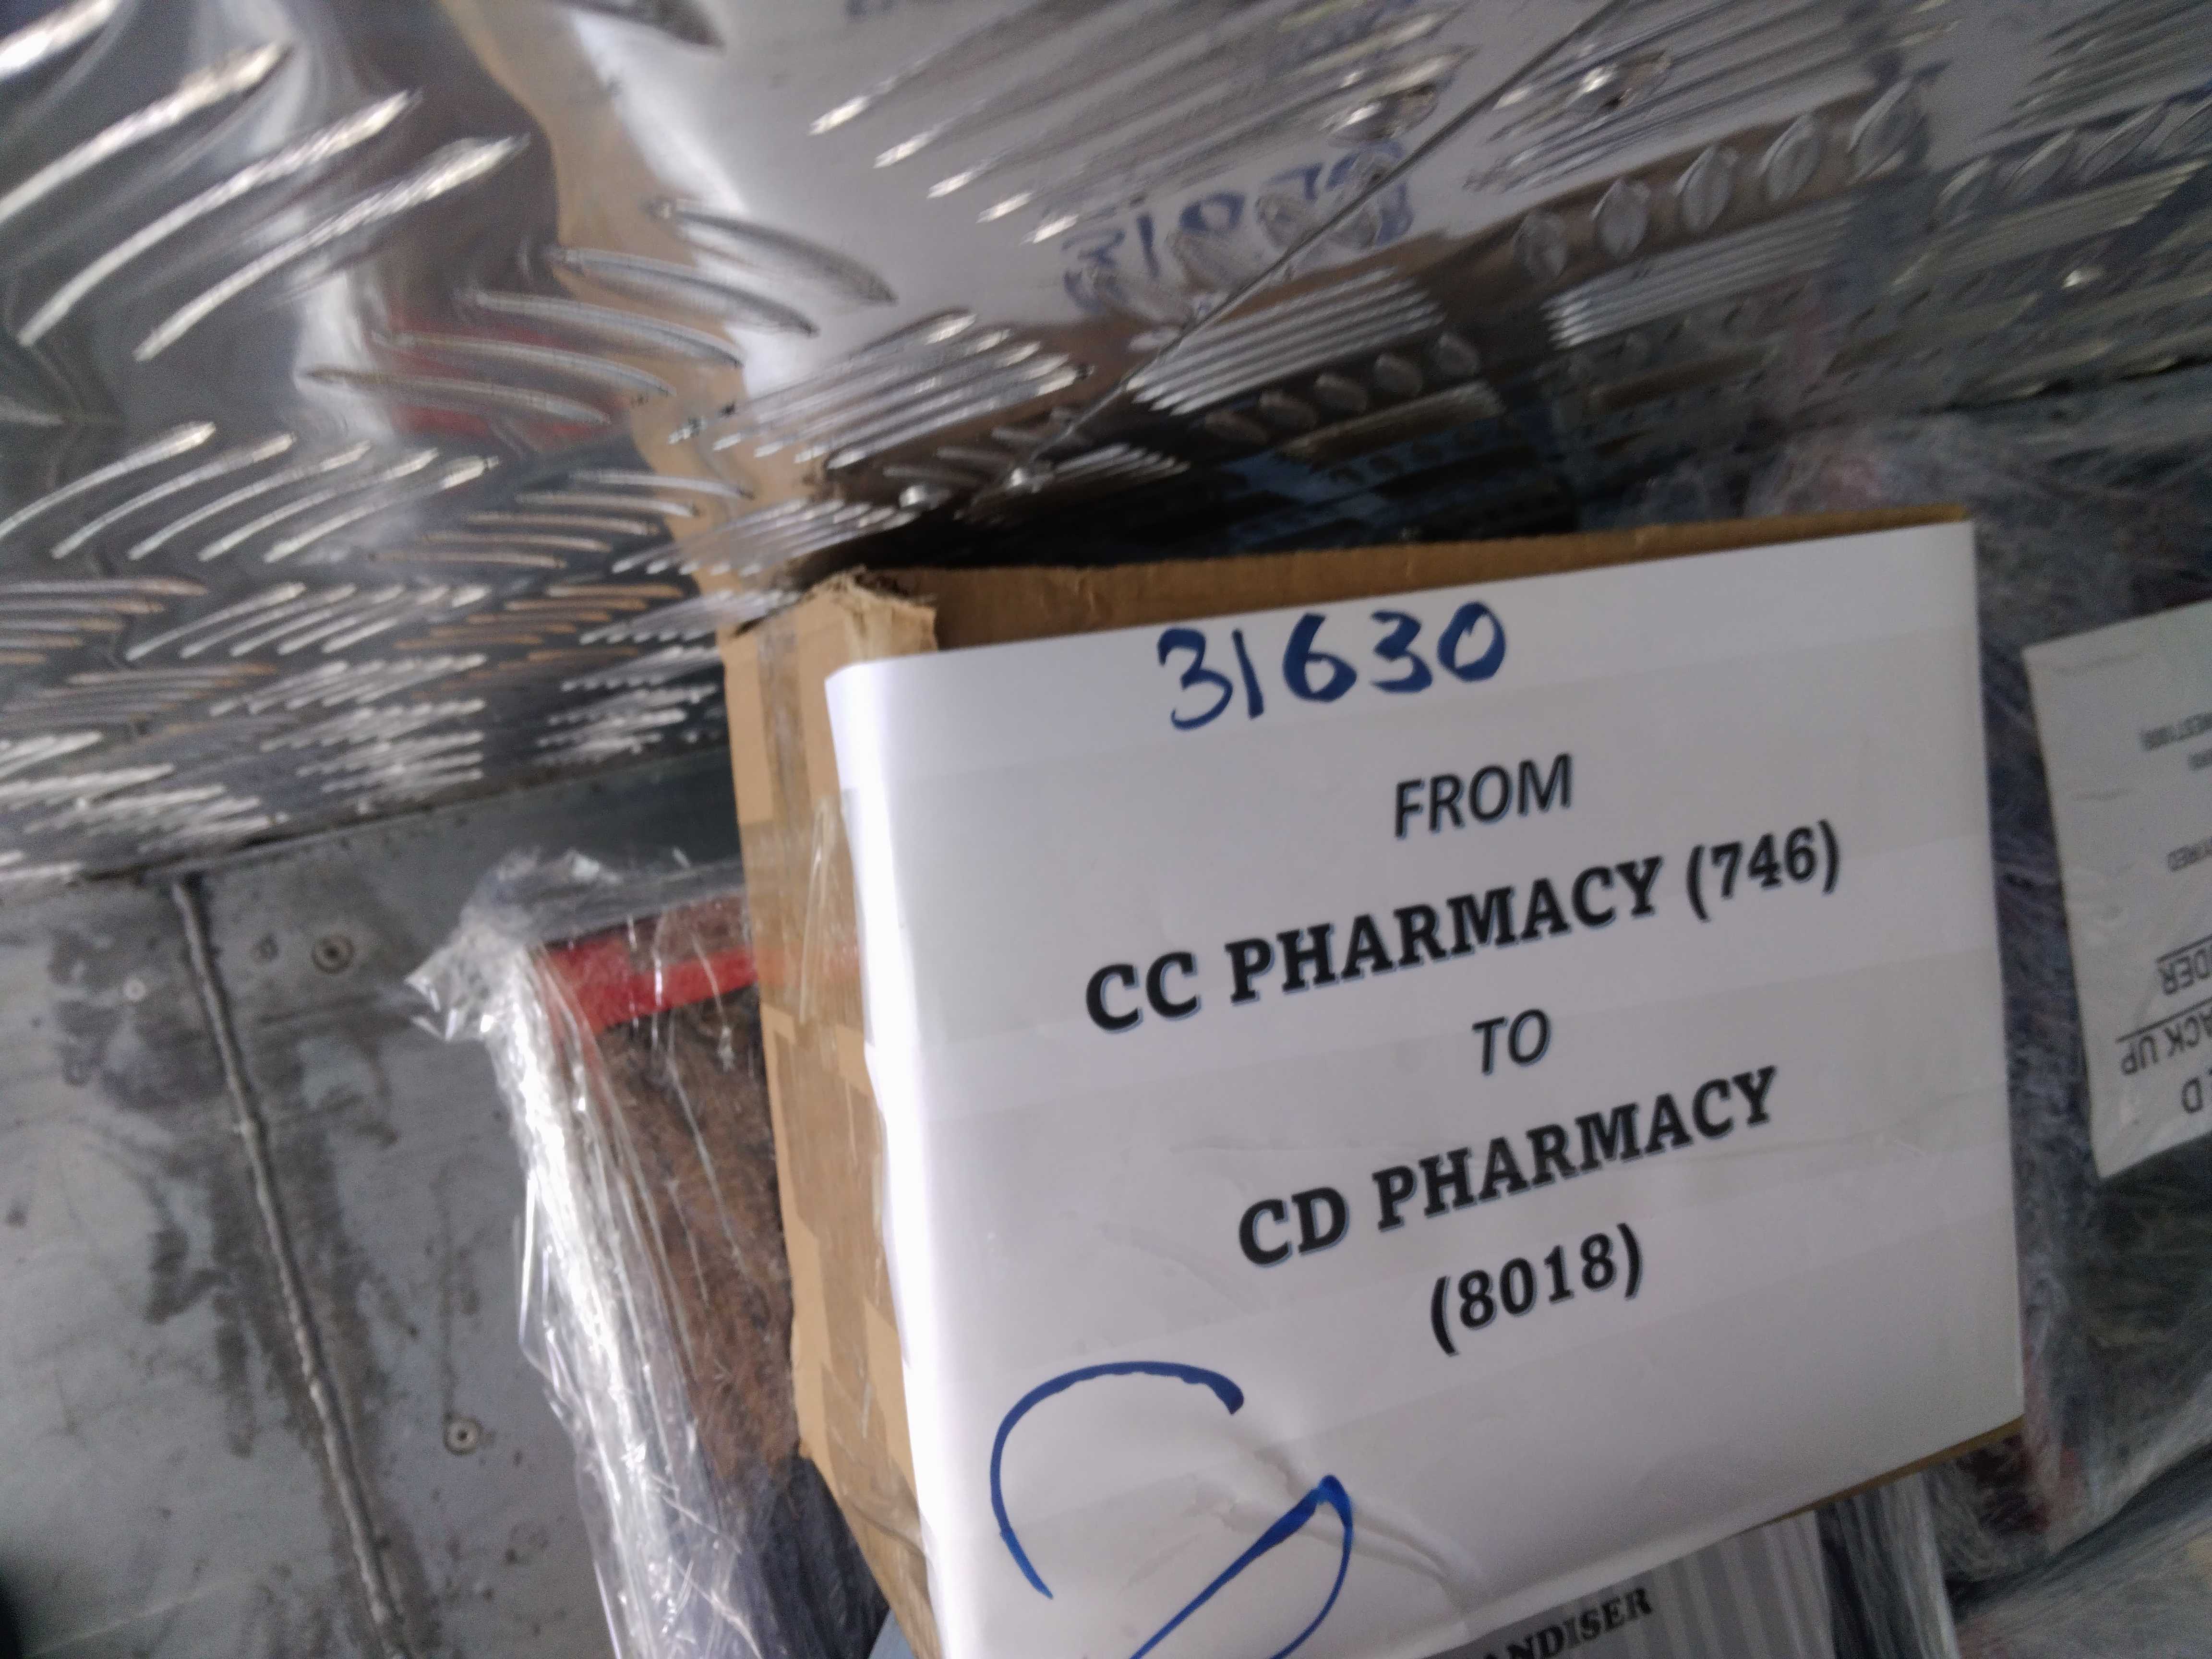 31630
FROM
CC PHARMACY (746)
TO
CD PHARMACY
(8018)